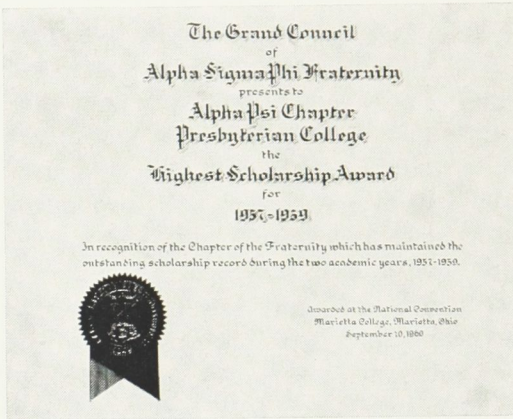 The Grand Council
of
Alpha Sigma Phi Fraternity
presents to
Alpha Psi Chapter
Presbyterian College
the
Highest Scholarship Award
for
1957-1959
In recognition of the Chapter of the Fraternity which has maintained the
outstanding scholarship record during the two academic years, 1957-1959.
Awarded at the National Convention
Marietta College, Marietta, Ohio
September 10, 1960